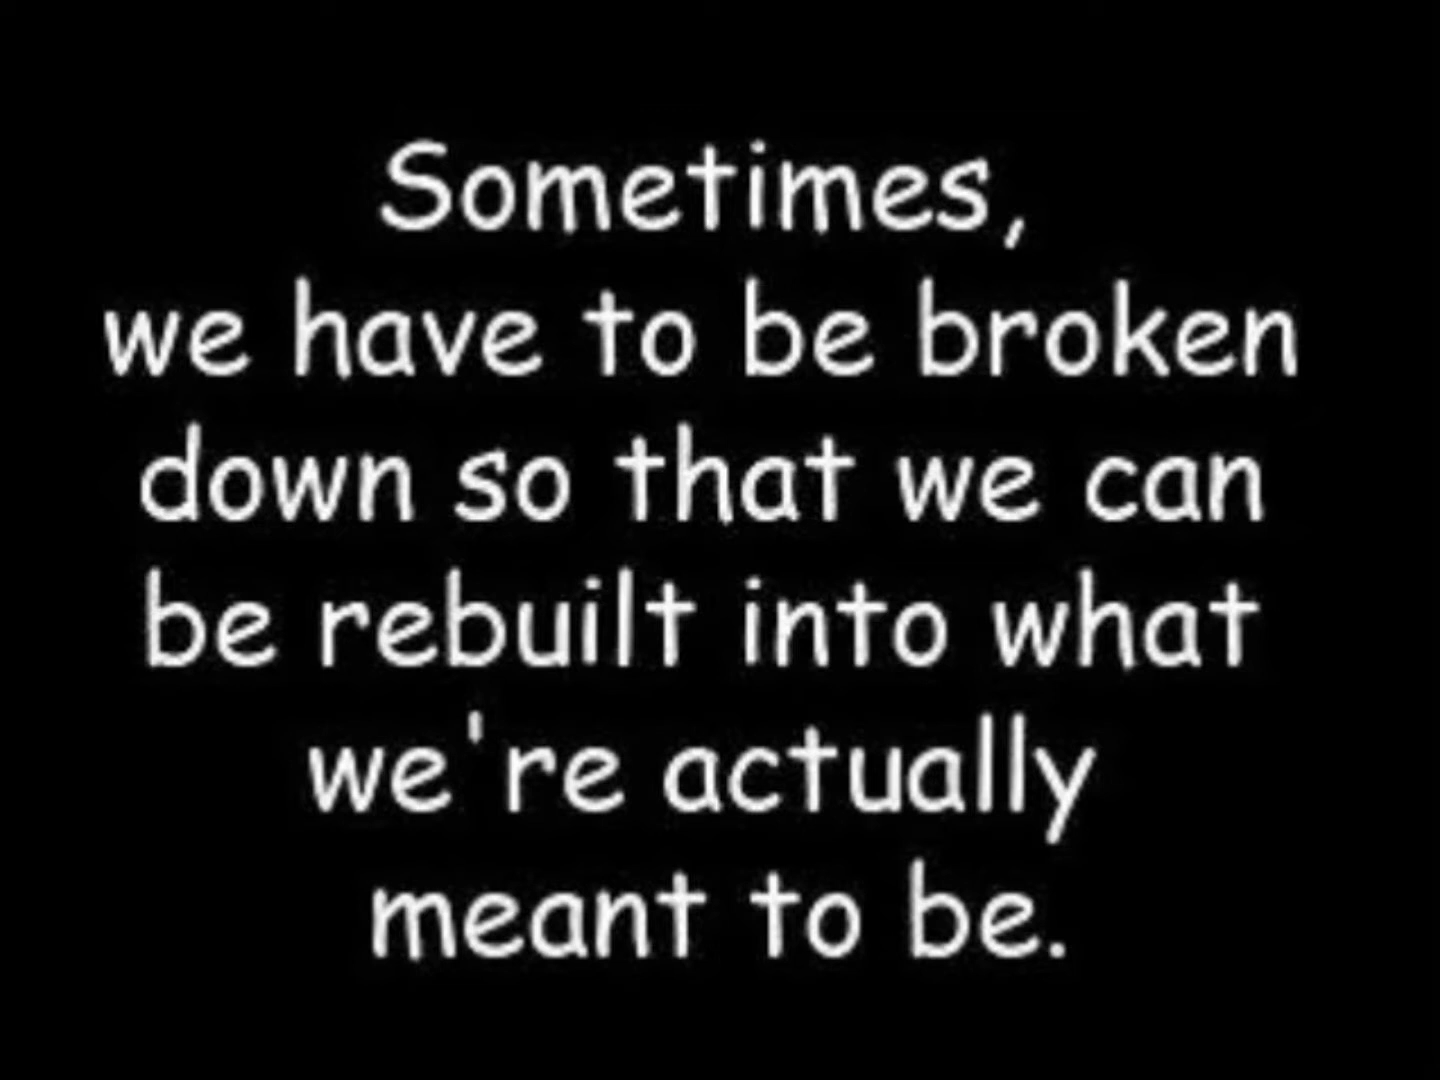 Sometimes,
we have to be broken
down so that we can
be rebuilt into what
we're actually
meant to be.